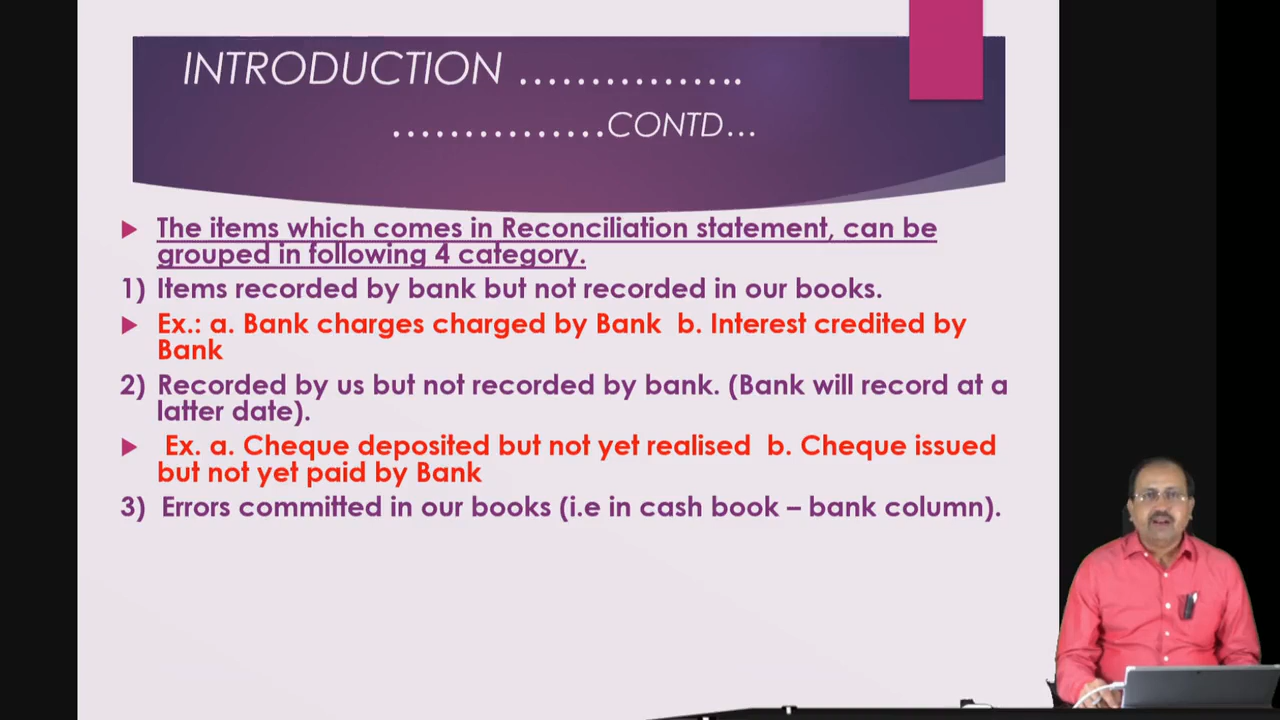 INTRODUCTION ................
...............CONTD...
The items which comes in Reconciliation statement, can be
grouped in following 4 category.
1) Items recorded by bank but not recorded in our books.
Ex.: a. Bank charges charged by Bank b. Interest credited by
Bank
2) Recorded by us but not recorded by bank. (Bank will record at a
latter date).
Ex. a. Cheque deposited but not yet realised b. Cheque issued
but not yet paid by Bank
3) Errors committed in our books (i.e in cash book – bank column).